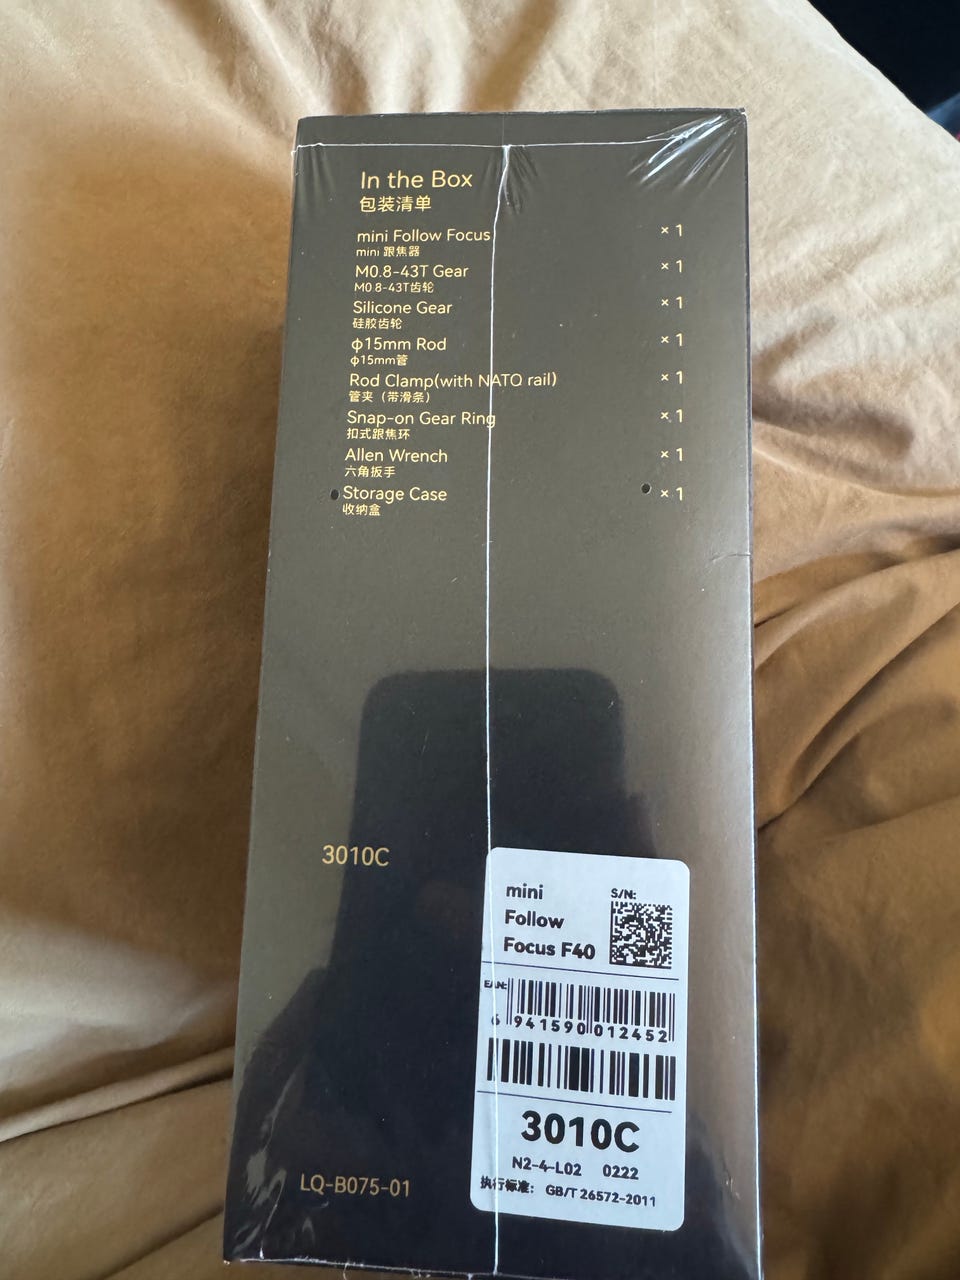 In the Box
包装清单
mini Follow Focus × 1
mini 跟焦器
M0.8-43T Gear × 1
M0.8-43T齿轮
Silicone Gear × 1
硅胶齿轮
φ15mm Rod × 1
φ15mm管
Rod Clamp(with NATO rail) × 1
管夹（带滑条）
Snap-on Gear Ring × 1
扣式跟焦环
Allen Wrench × 1
六角扳手
Storage Case × 1
收纳盒
3010C
mini
Follow
Focus F40
S/N:
EAN:
6 941590 012452
3010C
N2-4-L02 0222
执行标准： GB/T 26572-2011
LQ-B075-01